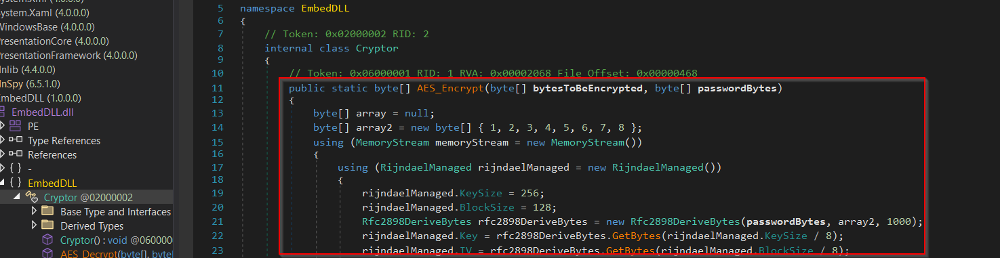 ystem.Xaml (4.0.0.0)
WindowsBase (4.0.0.0)
PresentationCore (4.0.0.0)
PresentationFramework (4.0.0.0)
nlib (4.4.0.0)
nSpy (6.5.1.0)
EmbedDLL (1.0.0.0)
EmbedDLL.dll
PE
Type References
References
{ } -
{ } EmbedDLL
Cryptor @02000002
Base Type and Interfaces
Derived Types
Cryptor() : void @060000
AES_Decrypt(byte[], byte
5 namespace EmbedDLL
6 {
7 // Token: 0x02000002 RID: 2
8 internal class Cryptor
9 {
10 // Token: 0x06000001 RID: 1 RVA: 0x00002068 File Offset: 0x00000468
11 public static byte[] AES_Encrypt(byte[] bytesToBeEncrypted, byte[] passwordBytes)
12 {
13 byte[] array = null;
14 byte[] array2 = new byte[] { 1, 2, 3, 4, 5, 6, 7, 8 };
15 using (MemoryStream memoryStream = new MemoryStream())
16 {
17 using (RijndaelManaged rijndaelManaged = new RijndaelManaged())
18 {
19 rijndaelManaged.KeySize = 256;
20 rijndaelManaged.BlockSize = 128;
21 Rfc2898DeriveBytes rfc2898DeriveBytes = new Rfc2898DeriveBytes(passwordBytes, array2, 1000);
22 rijndaelManaged.Key = rfc2898DeriveBytes.GetBytes(rijndaelManaged.KeySize / 8);
23 rijndaelManaged.IV = rfc2898DeriveBytes.GetBytes(rijndaelManaged.BlockSize / 8);